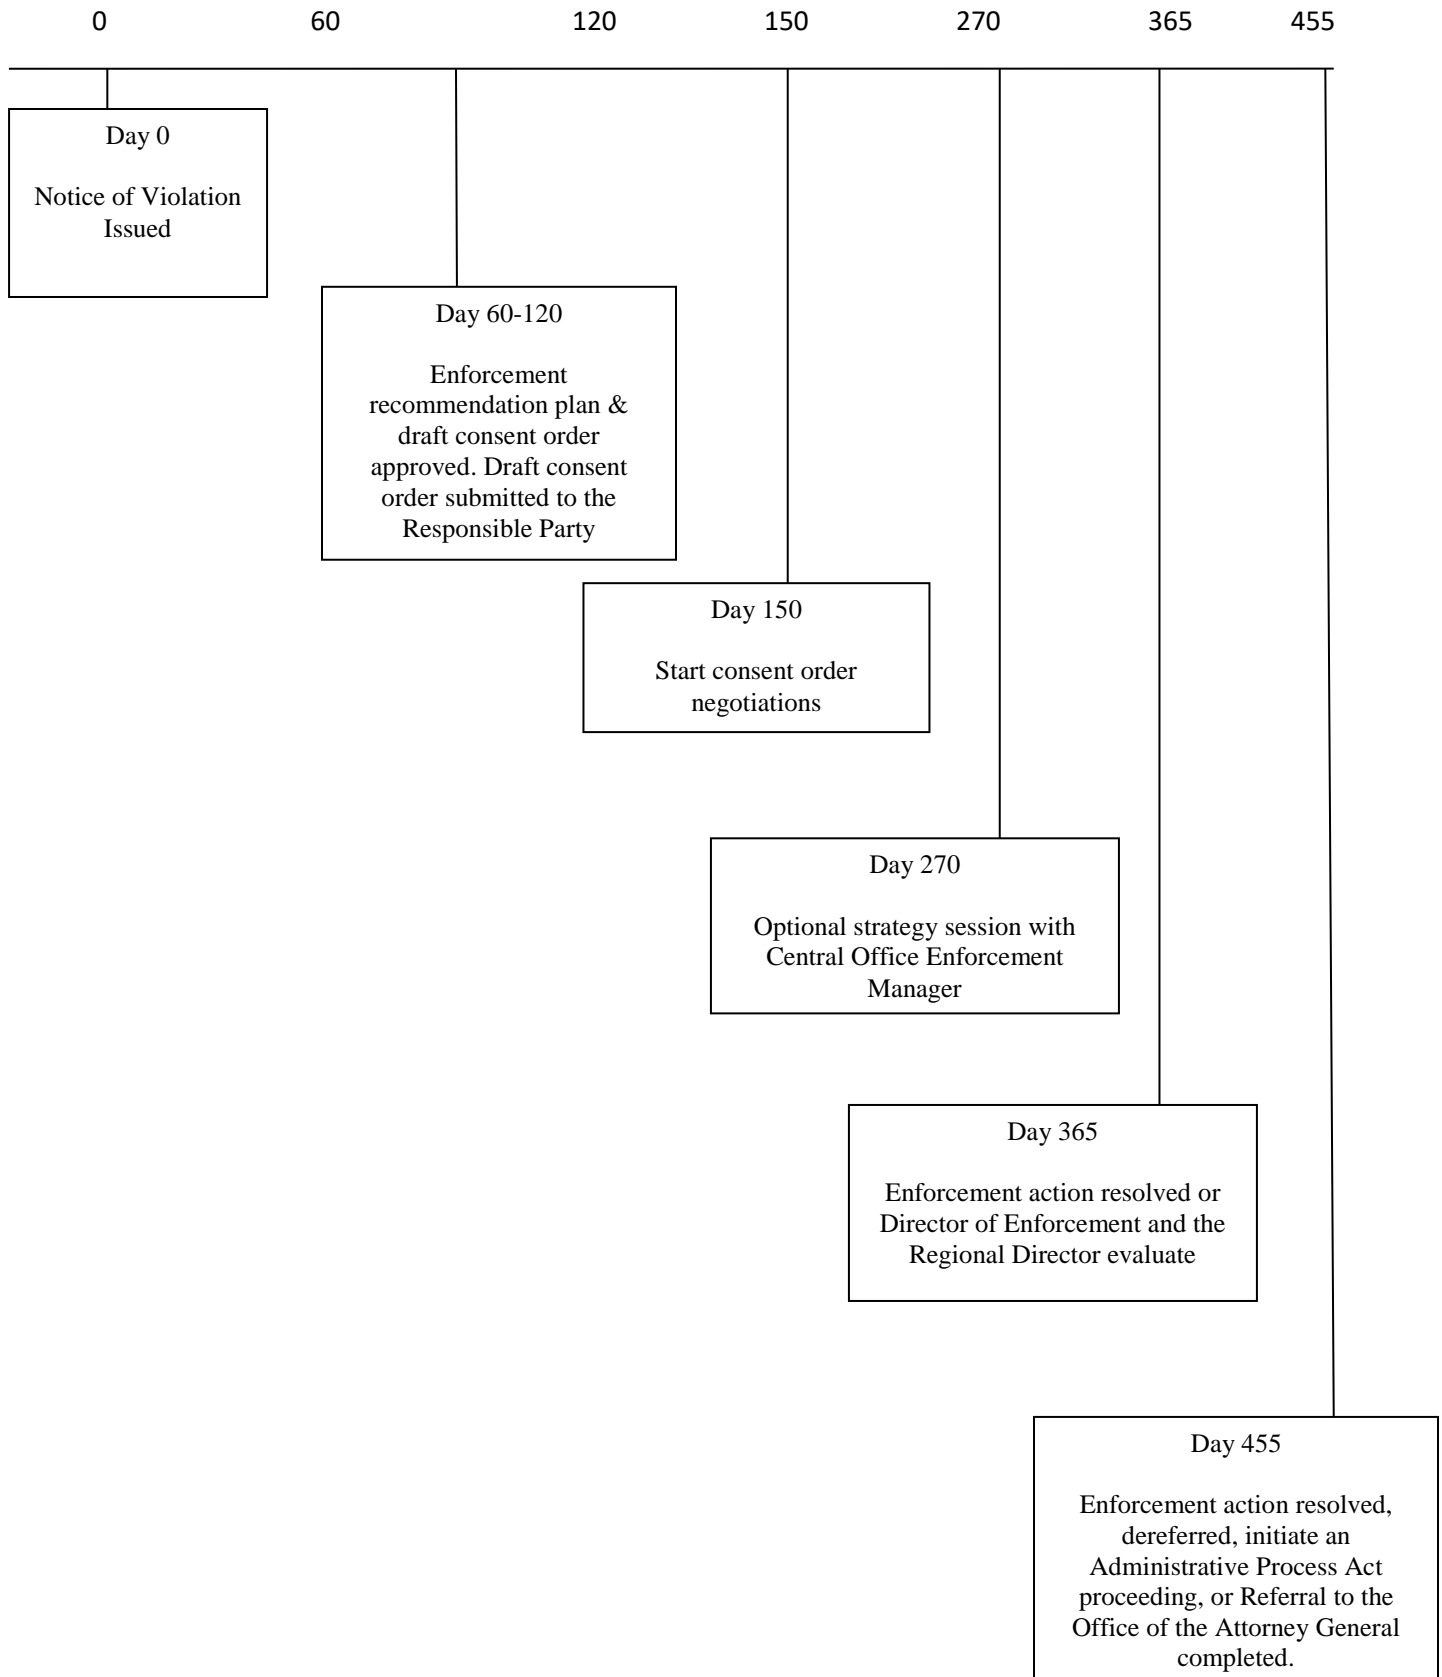 0 60 120 150 270 365 455
Day 0
Notice of Violation
Issued
Day 60-120
Enforcement
recommendation plan &
draft consent order
approved. Draft consent
order submitted to the
Responsible Party
Day 150
Start consent order
negotiations
Day 270
Optional strategy session with
Central Office Enforcement
Manager
Day 365
Enforcement action resolved or
Director of Enforcement and the
Regional Director evaluate
Day 455
Enforcement action resolved,
dereferred, initiate an
Administrative Process Act
proceeding, or Referral to the
Office of the Attorney General
completed.